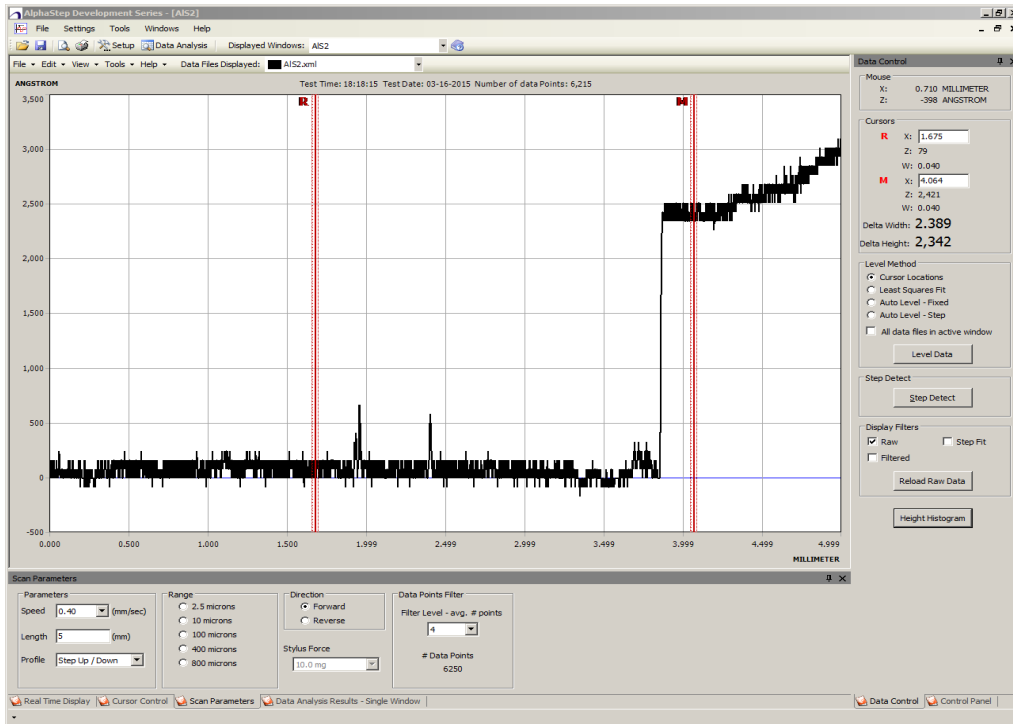 AlphaStep Development Series - [AlS2]
File Settings Tools Windows Help
Setup Data Analysis Displayed Windows: AlS2
File Edit View Tools Help Data Files Displayed: AlS2.xml
ANGSTROM Test Time: 18:18:15 Test Date: 03-16-2015 Number of data Points: 6,215
R M
3,500
3,000
2,500
2,000
1,500
1,000
500
0
-500
0.000 0.500 1.000 1.500 1.999 2.499 2.999 3.499 3.999 4.499 4.999
MILLIMETER
Data Control
Mouse
X: 0.710 MILLIMETER
Z: -398 ANGSTROM
Cursors
R X: 1.675
Z: 79
W: 0.040
M X: 4.064
Z: 2,421
W: 0.040
Delta Width: 2.389
Delta Height: 2,342
Level Method
Cursor Locations
Least Squares Fit
Auto Level - Fixed
Auto Level - Step
All data files in active window
Level Data
Step Detect
Step Detect
Display Filters
Raw Step Fit
Filtered
Reload Raw Data
Height Histogram
Scan Parameters
Parameters
Speed 0.40 (mm/sec)
Length 5 (mm)
Profile Step Up / Down
Range
2.5 microns
10 microns
100 microns
400 microns
800 microns
Direction
Forward
Reverse
Stylus Force
10.0 mg
Data Points Filter
Filter Level - avg. # points
4
# Data Points
6250
Real Time Display Cursor Control Scan Parameters Data Analysis Results - Single Window
Data Control Control Panel